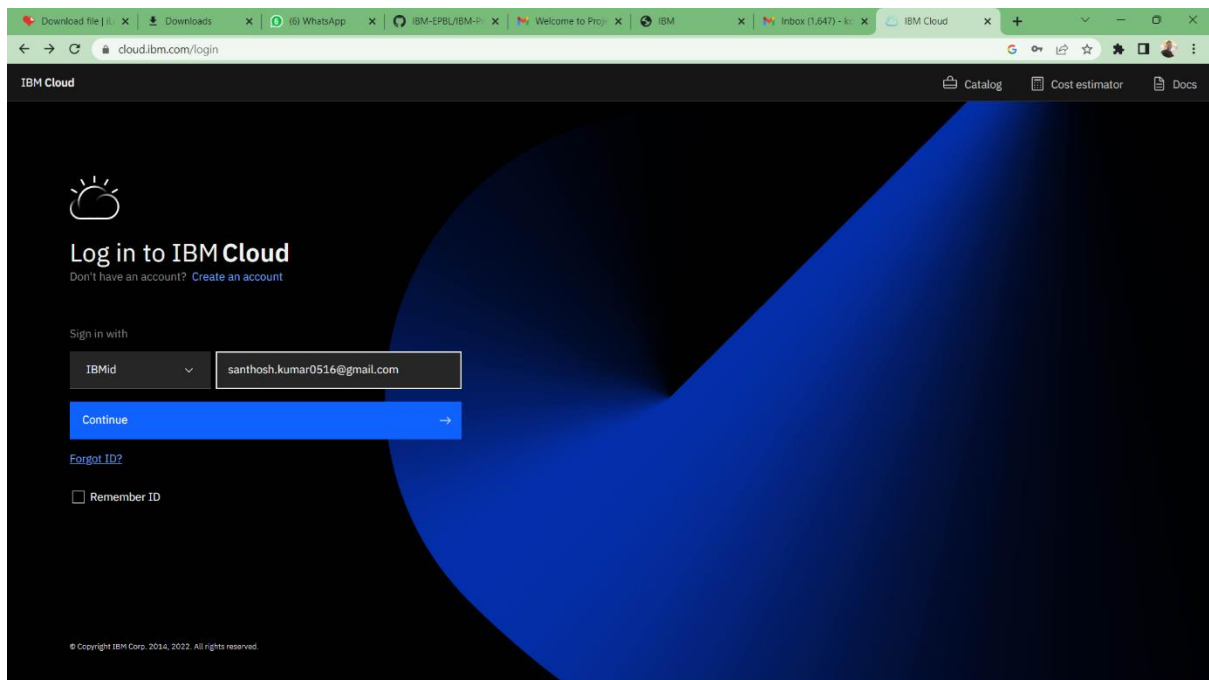 Download file | iL
Downloads
(6) WhatsApp
IBM-EPBL/IBM-Pr
Welcome to Proje
IBM
Inbox (1,647) - k
IBM Cloud
cloud.ibm.com/login
IBM Cloud
Catalog
Cost estimator
Docs
Log in to IBM Cloud
Don't have an account? Create an account
Sign in with
IBMid
santhosh.kumar0516@gmail.com
Continue
Forgot ID?
Remember ID
© Copyright IBM Corp. 2014, 2022. All rights reserved.